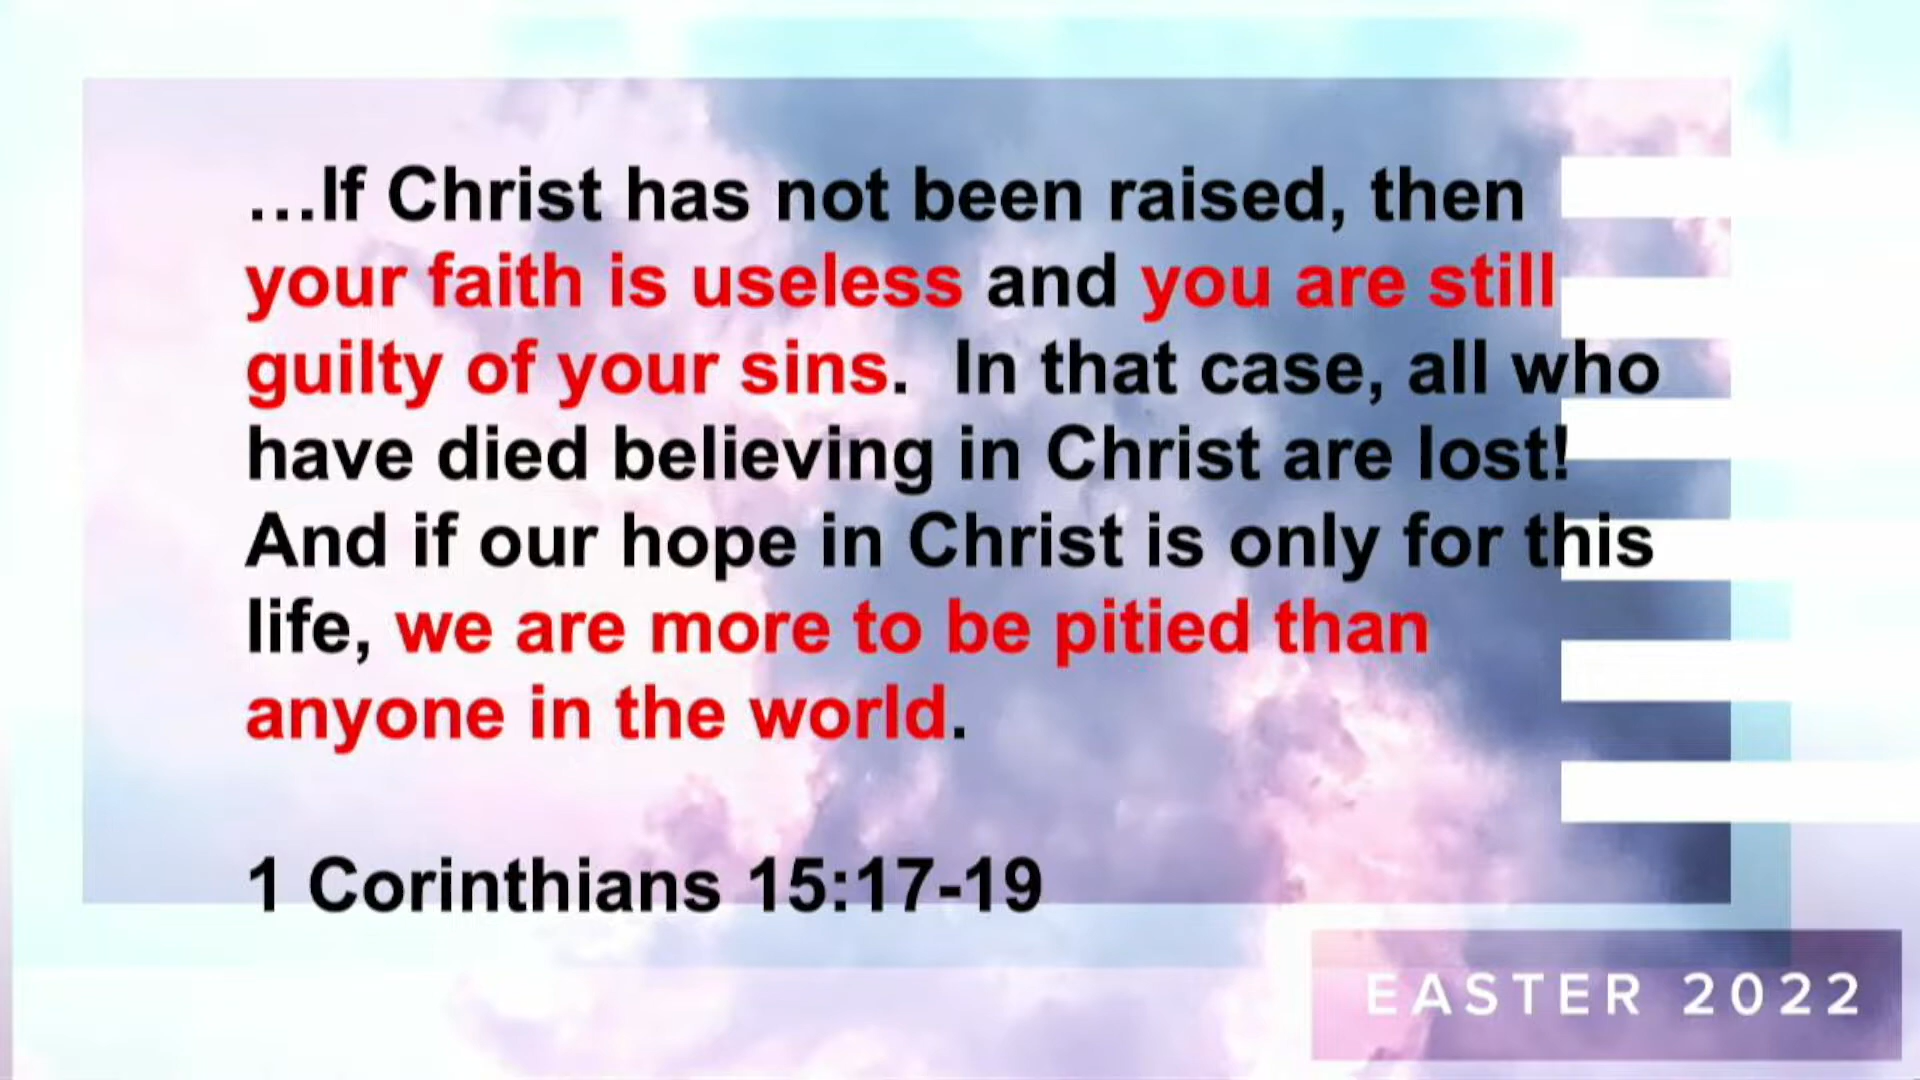 …If Christ has not been raised, then
your faith is useless and you are still
guilty of your sins.  In that case, all who
have died believing in Christ are lost!
And if our hope in Christ is only for this
life, we are more to be pitied than
anyone in the world.
1 Corinthians 15:17-19
EASTER 2022